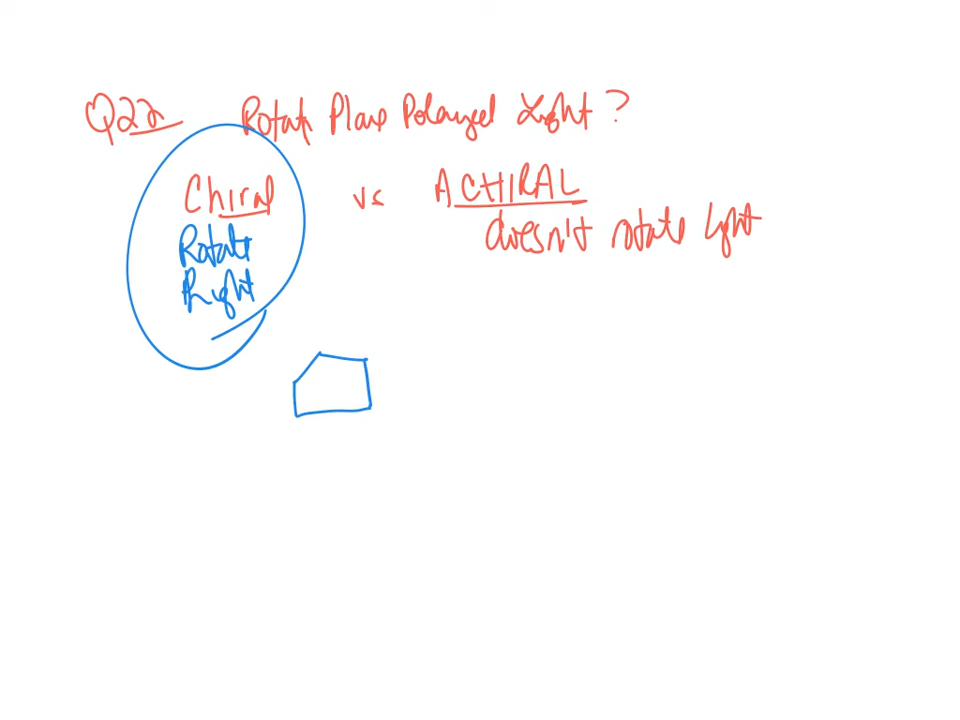 Q22 Rotate Plane Polarized Light?
Chiral vs ACHIRAL
Rotate doesn't rotate light
Light